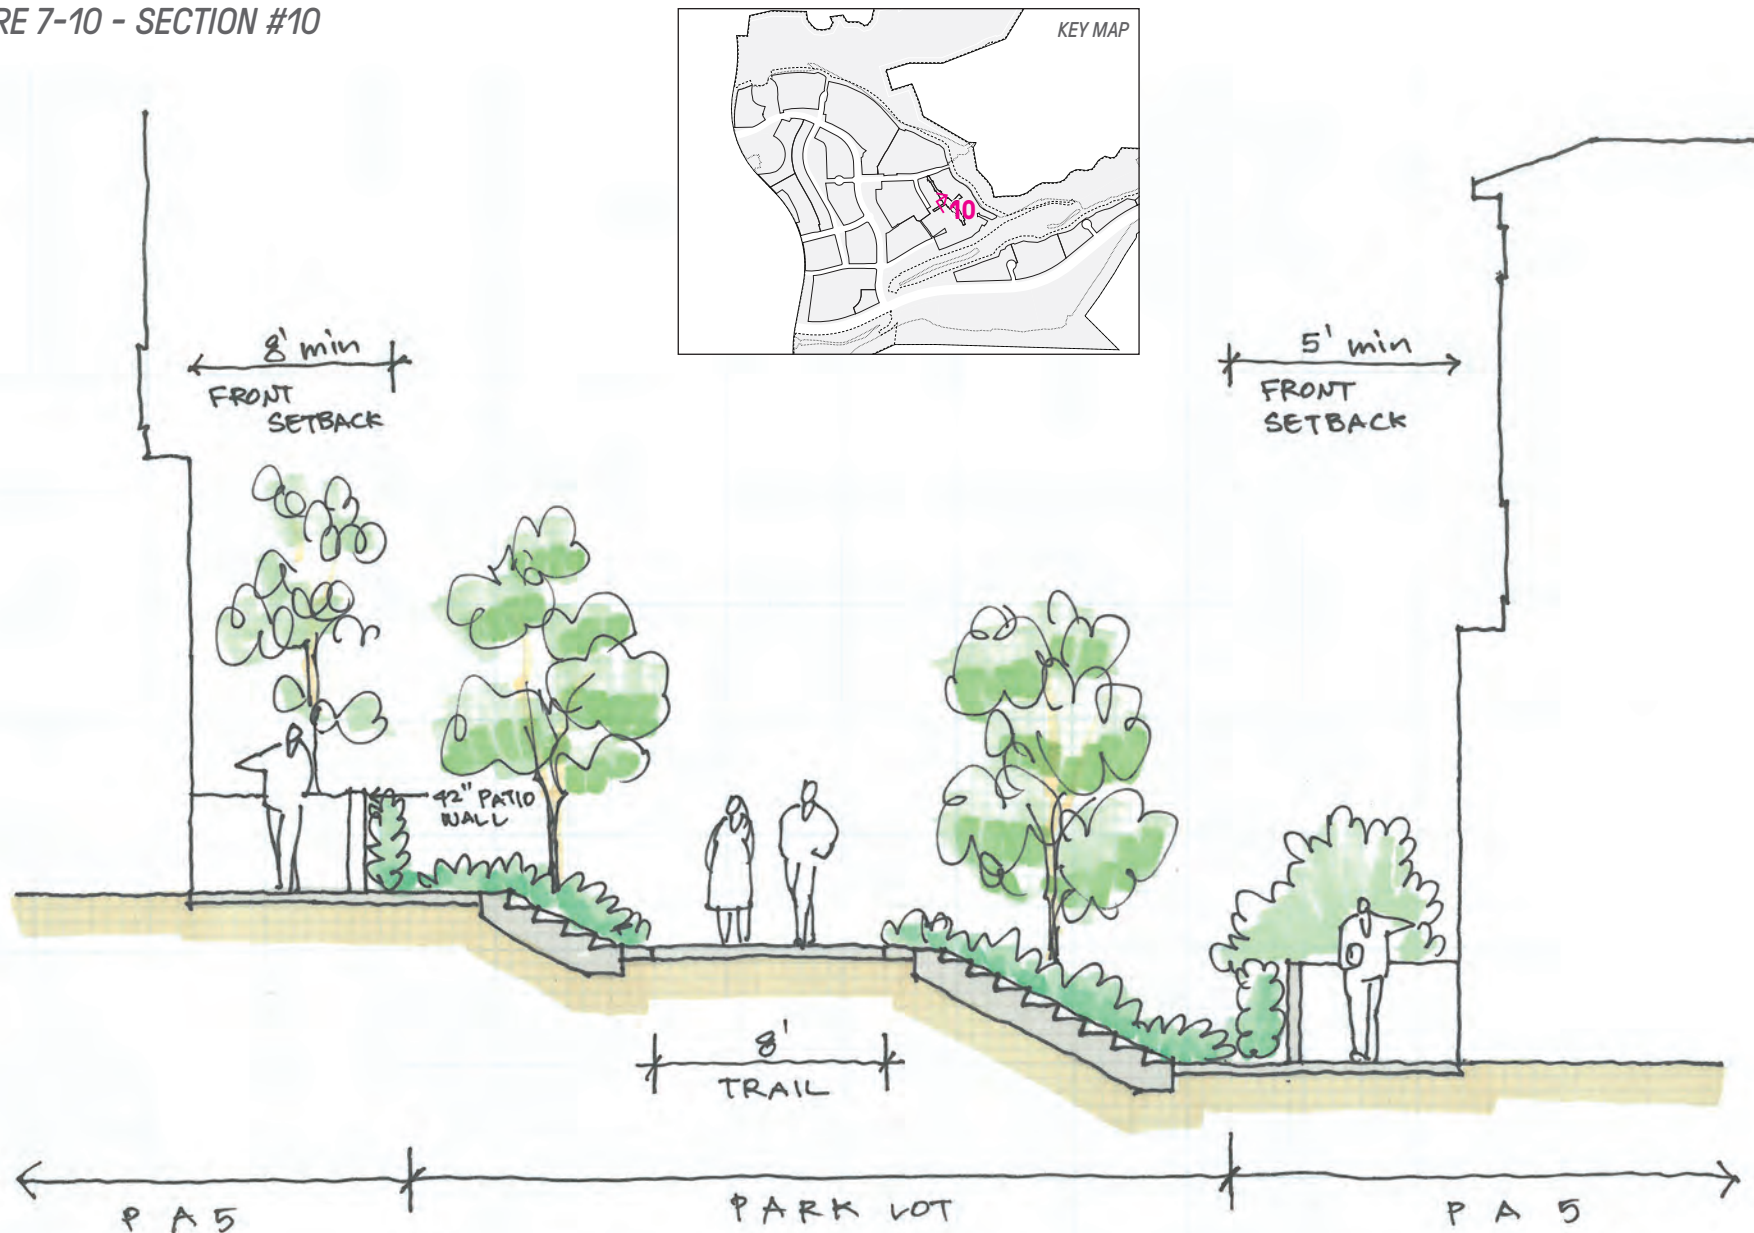 RE 7-10 - SECTION #10
KEY MAP
10
8' min
FRONT
SETBACK
5' min
FRONT
SETBACK
42" PATIO
WALL
8'
TRAIL
PA5
PARK LOT
PA 5